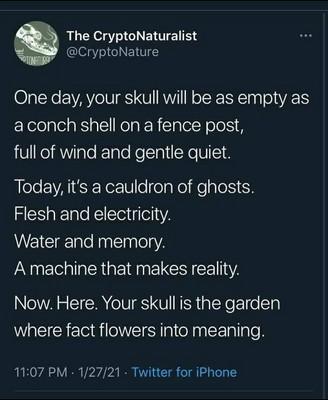 The CryptoNaturalist
@CryptoNature
One day, your skull will be as empty as
a conch shell on a fence post,
full of wind and gentle quiet.
Today, it's a cauldron of ghosts.
Flesh and electricity.
Water and memory.
A machine that makes reality.
Now. Here. Your skull is the garden
where fact flowers into meaning.
11:07 PM · 1/27/21 · Twitter for iPhone